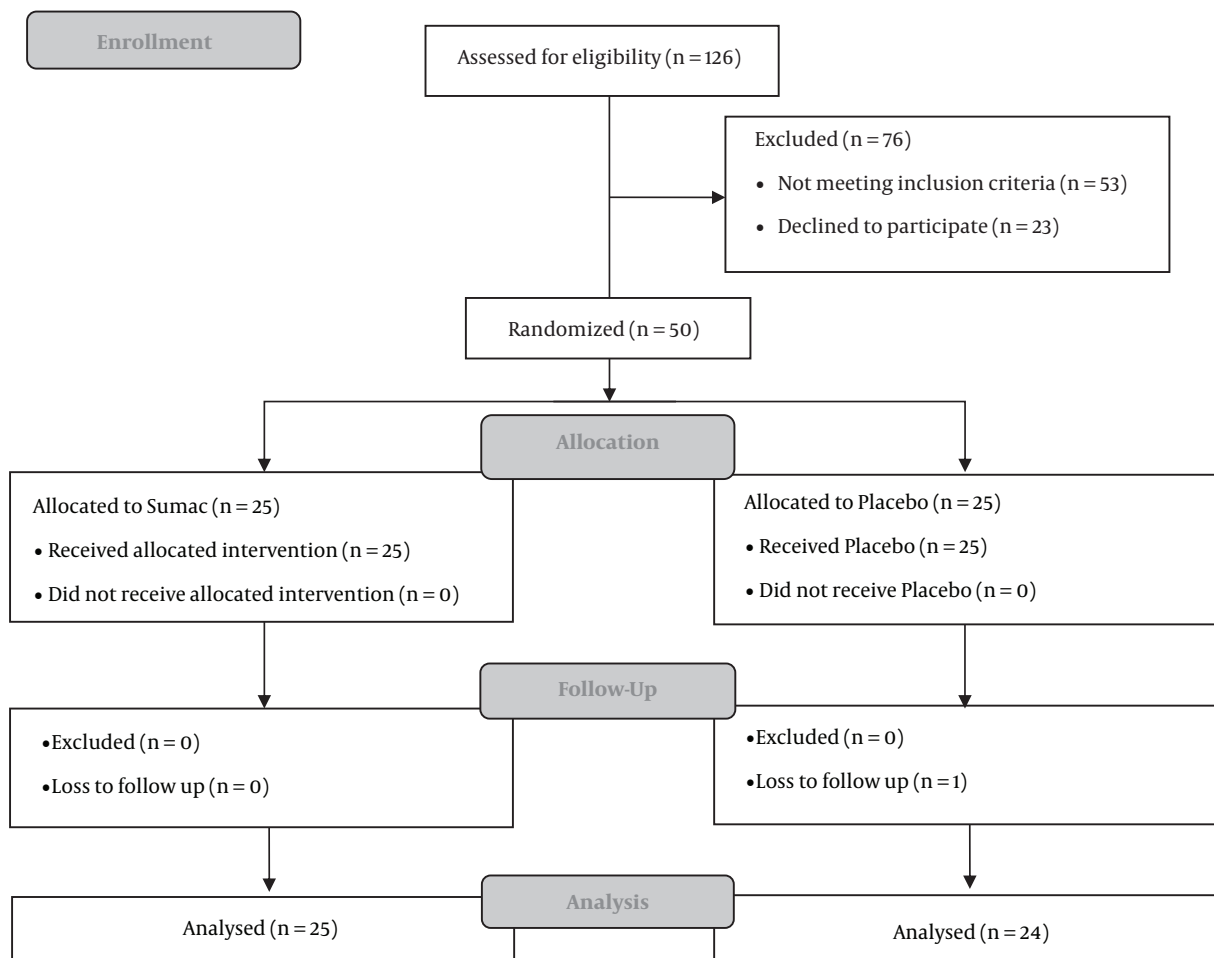 Enrollment
Assessed for eligibility (n = 126)
Excluded (n = 76)
• Not meeting inclusion criteria (n = 53)
• Declined to participate (n = 23)
Randomized (n = 50)
Allocation
Allocated to Sumac (n = 25)
• Received allocated intervention (n = 25)
• Did not receive allocated intervention (n = 0)
Allocated to Placebo (n = 25)
• Received Placebo (n = 25)
• Did not receive Placebo (n = 0)
Follow-Up
•Excluded (n = 0)
•Loss to follow up (n = 0)
•Excluded (n = 0)
•Loss to follow up (n = 1)
Analysis
Analysed (n = 25)
Analysed (n = 24)